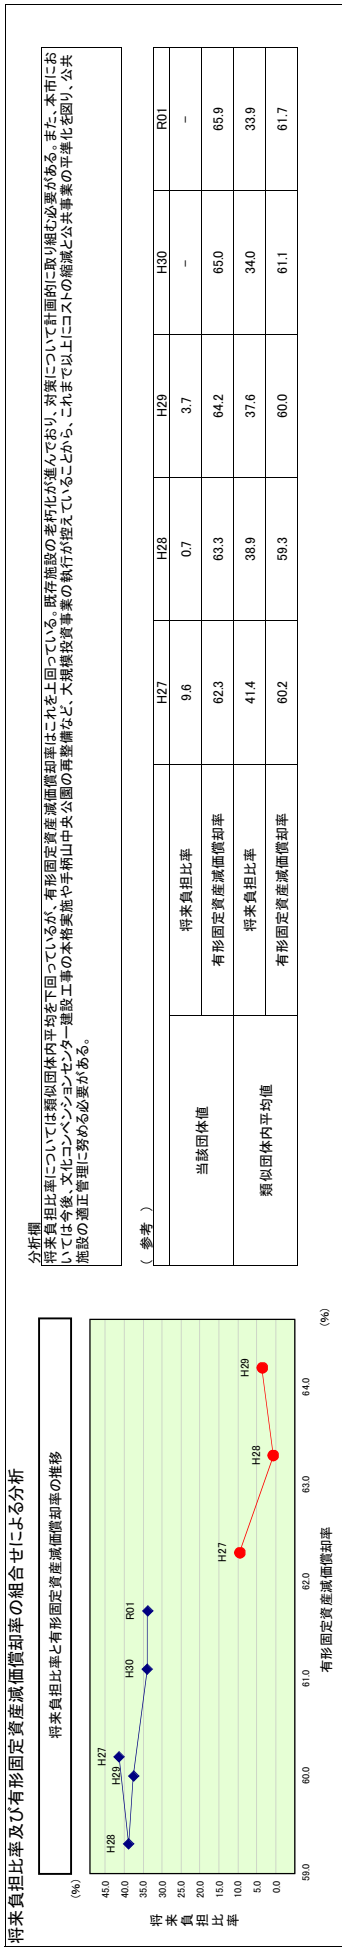 将来負担比率及び有形固定資産減価償却率の組合せによる分析
将来負担比率と有形固定資産減価償却率の推移
(%)
45.0
40.0
35.0
30.0
25.0
20.0
15.0
10.0
5.0
0.0
将来負担比率
H28
H29
H27
H30
R01
H27
H28
H29
59.0 60.0 61.0 62.0 63.0 64.0
(%)
有形固定資産減価償却率
分析欄
将来負担比率については類似団体内平均を下回っているが、有形固定資産減価償却率はこれを上回っている。既存施設の老朽化が進んでおり、対策について計画的に取り組む必要がある。また、本市にお
いては今後、文化コンベンションセンター建設工事の本格実施や手柄山中央公園の再整備など、大規模投資事業の執行が控えていることから、これまで以上にコストの縮減と公共事業の平準化を図り、公共
施設の適正管理に努める必要がある。
( 参考 )
H27 H28 H29 H30 R01
当該団体値
将来負担比率 9.6 0.7 3.7 － －
有形固定資産減価償却率 62.3 63.3 64.2 65.0 65.9
類似団体内平均値
将来負担比率 41.4 38.9 37.6 34.0 33.9
有形固定資産減価償却率 60.2 59.3 60.0 61.1 61.7